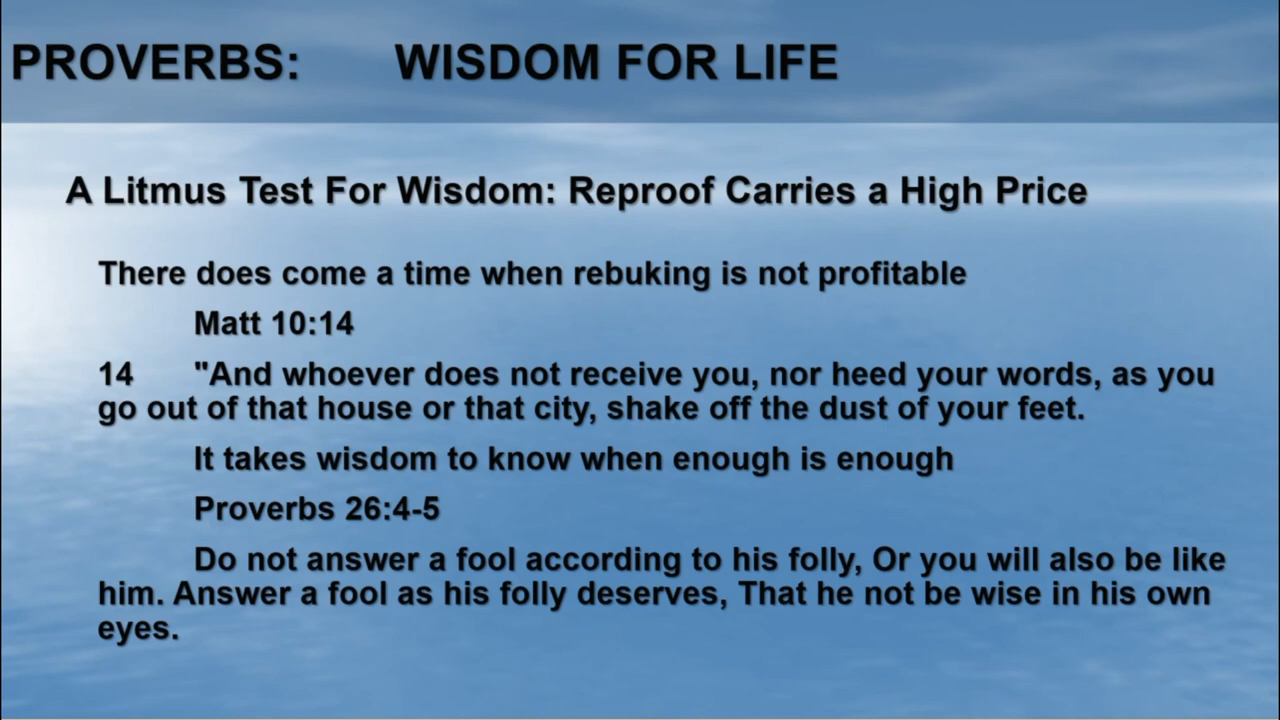 PROVERBS: WISDOM FOR LIFE
A Litmus Test For Wisdom: Reproof Carries a High Price
There does come a time when rebuking is not profitable
Matt 10:14
14 "And whoever does not receive you, nor heed your words, as you
go out of that house or that city, shake off the dust of your feet.
It takes wisdom to know when enough is enough
Proverbs 26:4-5
Do not answer a fool according to his folly, Or you will also be like
him. Answer a fool as his folly deserves, That he not be wise in his own
eyes.